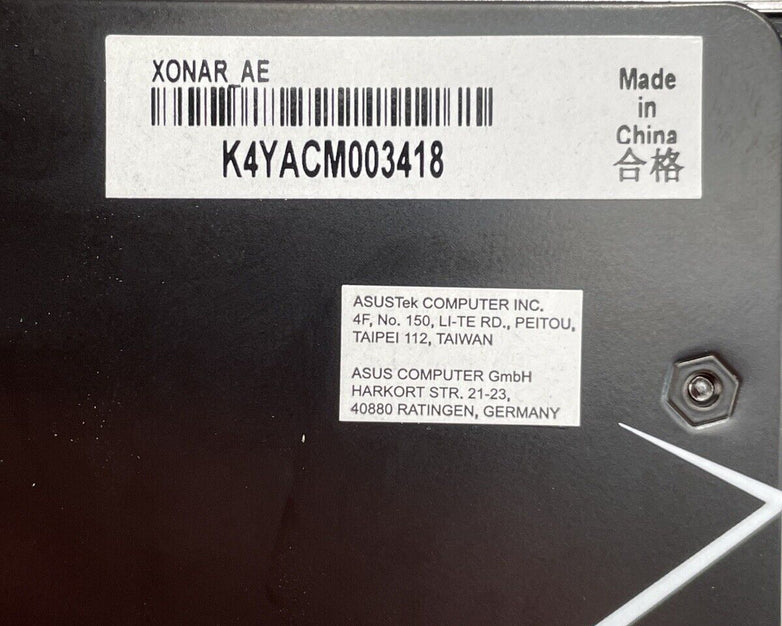 XONAR_AE
K4YACM003418
Made
in
China
合格
ASUSTek COMPUTER INC.
4F, No. 150, LI-TE RD., PEITOU,
TAIPEI 112, TAIWAN
ASUS COMPUTER GmbH
HARKORT STR. 21-23,
40880 RATINGEN, GERMANY